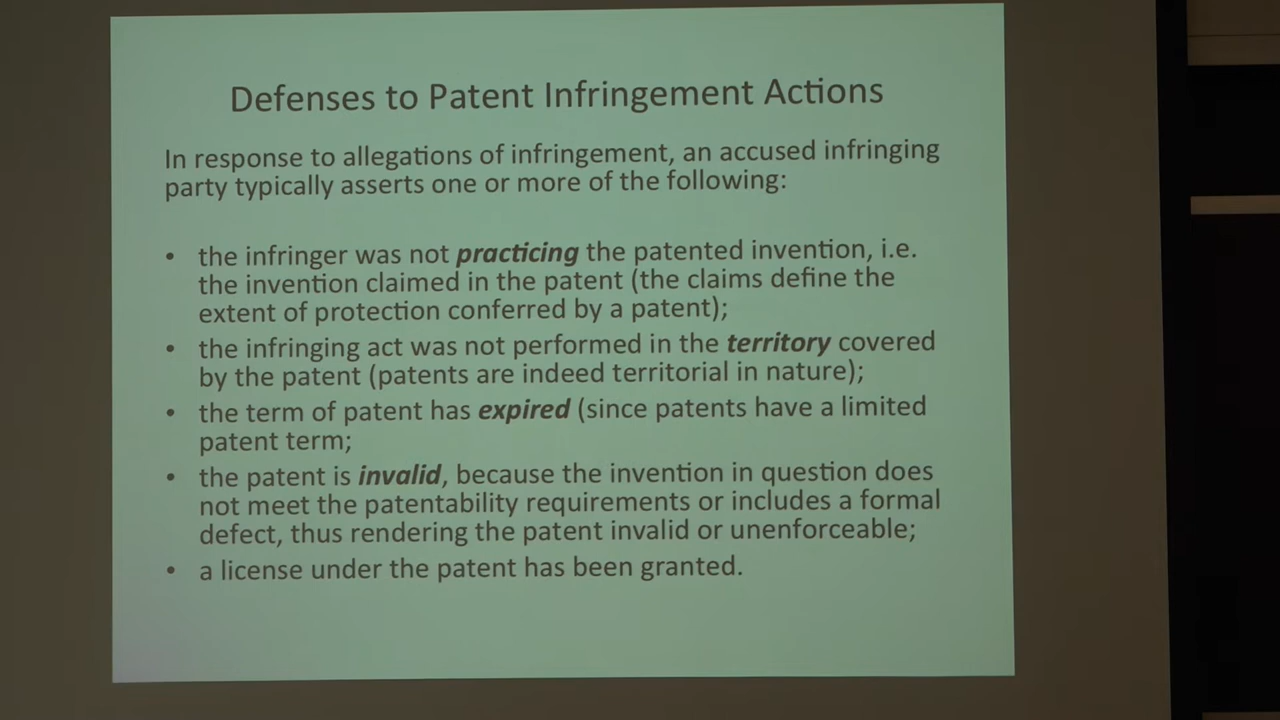 Defenses to Patent Infringement Actions
In response to allegations of infringement, an accused infringing
party typically asserts one or more of the following:
• the infringer was not practicing the patented invention, i.e.
the invention claimed in the patent (the claims define the
extent of protection conferred by a patent);
• the infringing act was not performed in the territory covered
by the patent (patents are indeed territorial in nature);
• the term of patent has expired (since patents have a limited
patent term;
• the patent is invalid, because the invention in question does
not meet the patentability requirements or includes a formal
defect, thus rendering the patent invalid or unenforceable;
• a license under the patent has been granted.